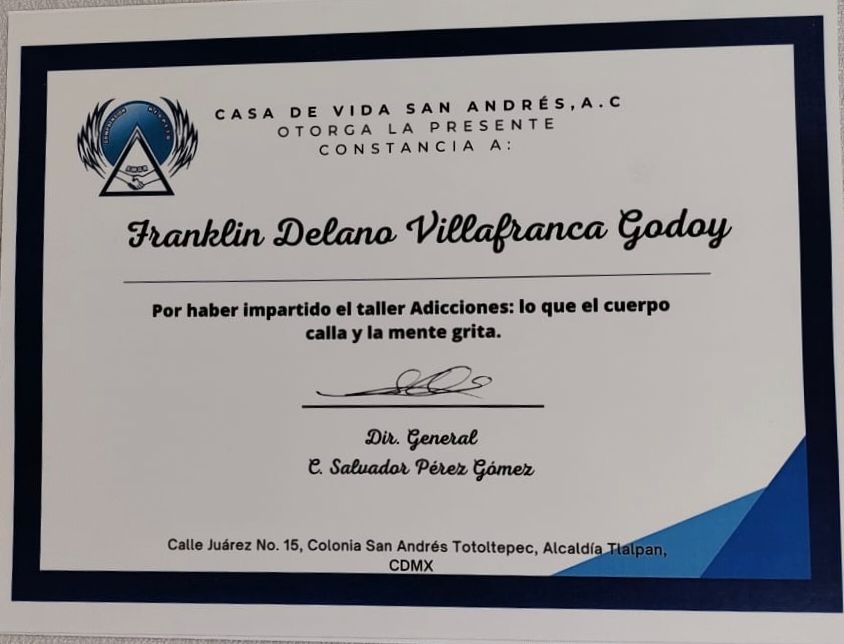 CASA DE VIDA SAN ANDRÉS, A.C
OTORGA LA PRESENTE
CONSTANCIA A:
Franklin Delano Villafranca Godoy
Por haber impartido el taller Adicciones: lo que el cuerpo
calla y la mente grita.
Dir. General
C. Salvador Pérez Gómez
Calle Juárez No. 15, Colonia San Andrés Totoltepec, Alcaldía Tlalpan,
CDMX